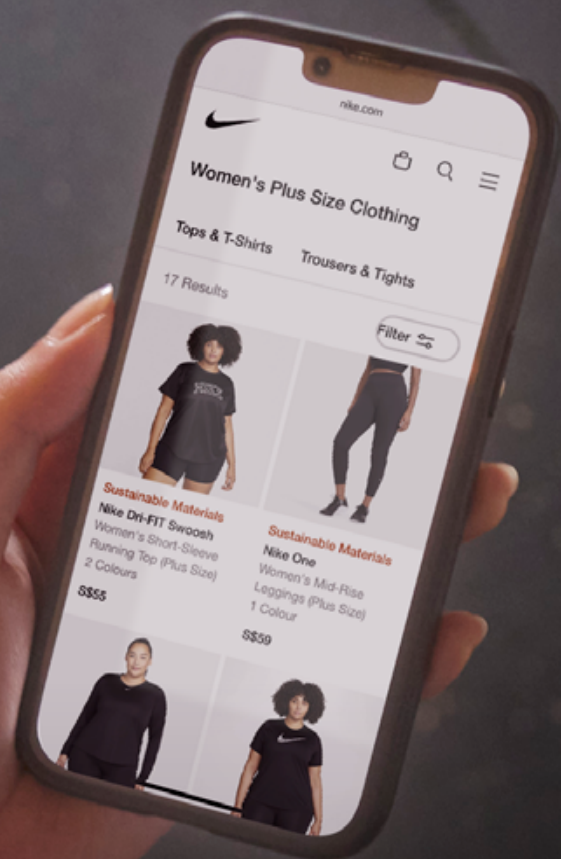 nike.com
Women's Plus Size Clothing
Tops & T-Shirts
Trousers & Tights
17 Results
Filter
Sustainable Materials
Nike Dri-FIT Swoosh
Women's Short-Sleeve
Running Top (Plus Size)
2 Colours
S$55
Sustainable Materials
Nike One
Women's Mid-Rise
Leggings (Plus Size)
1 Colour
S$59